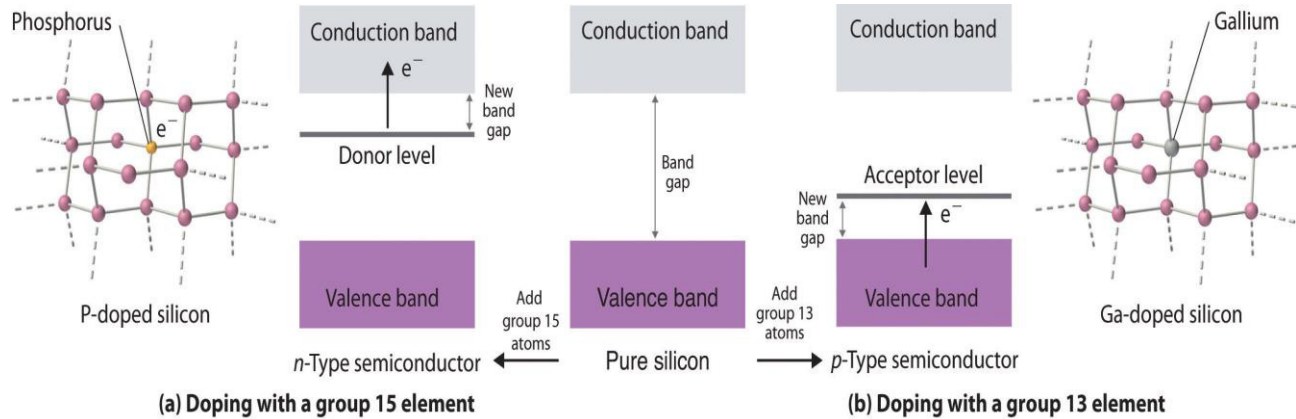 Phosphorus
e⁻
P-doped silicon
Conduction band
e⁻
New
band
gap
Donor level
Valence band
n-Type semiconductor
Add
group 15
atoms
Conduction band
Band
gap
Valence band
Pure silicon
Add
group 13
atoms
Conduction band
Acceptor level
New
band
gap
e⁻
Valence band
p-Type semiconductor
Gallium
Ga-doped silicon
(a) Doping with a group 15 element
(b) Doping with a group 13 element